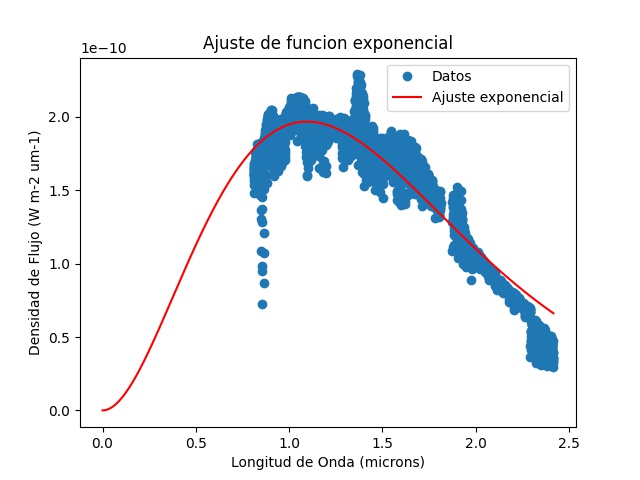 Ajuste de funcion exponencial
1e−10
Datos
Ajuste exponencial
2.0
1.5
1.0
0.5
0.0
Densidad de Flujo (W m-2 um-1)
0.0 0.5 1.0 1.5 2.0 2.5
Longitud de Onda (microns)